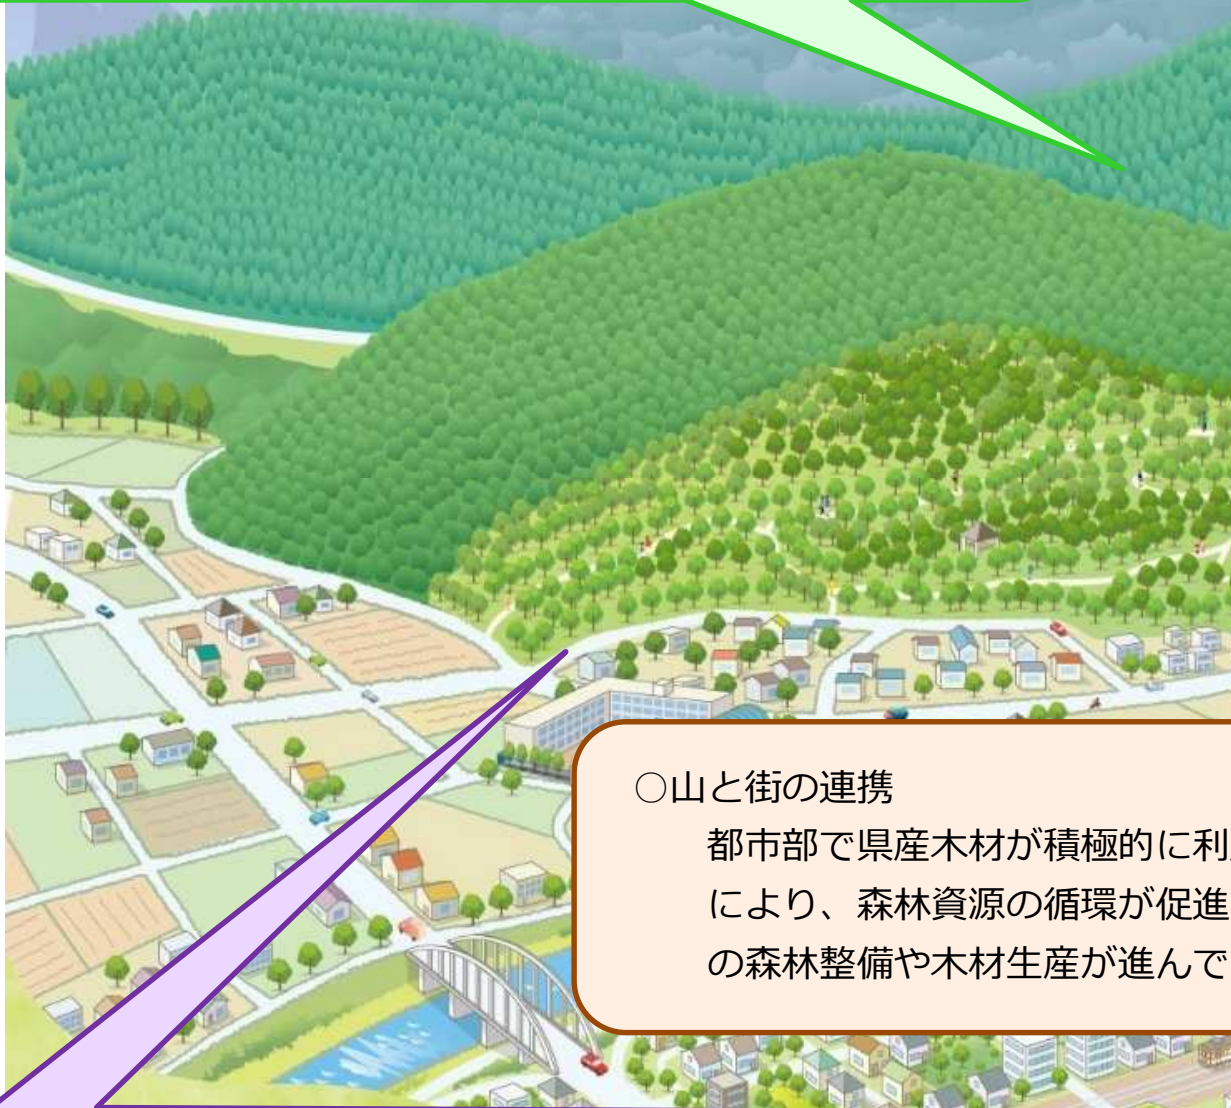 ○山と街の連携
都市部で県産木材が積極的に利
により、森林資源の循環が促進
の森林整備や木材生産が進んで